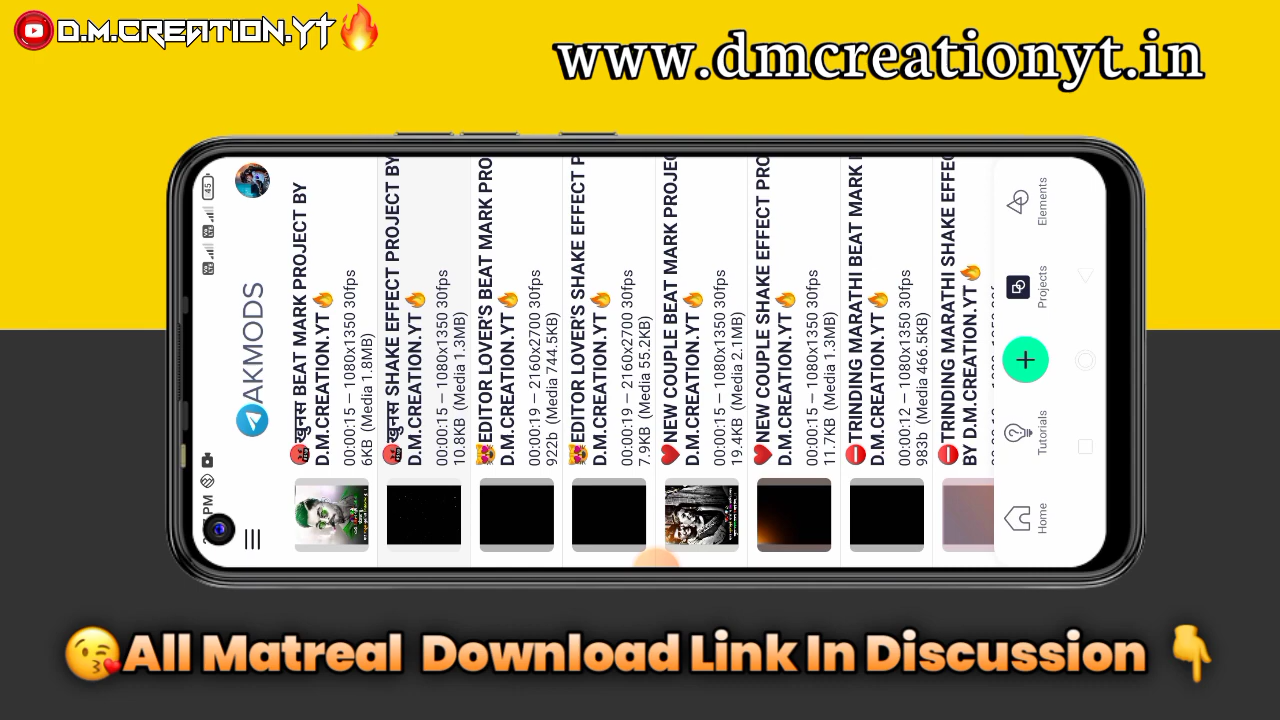 D.M.CREATION.YT🔥
www.dmcreationyt.in
45
PM
AKMODS
😡खुनस BEAT MARK PROJECT BY
D.M.CREATION.YT 🔥
00:00:15 – 1080x1350 30fps
6KB (Media 1.8MB)
😡खुनस SHAKE EFFECT PROJECT BY
D.M.CREATION.YT 🔥
00:00:15 – 1080x1350 30fps
10.8KB (Media 1.3MB)
😻EDITOR LOVER'S BEAT MARK PRO
D.M.CREATION.YT 🔥
00:00:19 – 2160x2700 30fps
922b (Media 744.5KB)
😻EDITOR LOVER'S SHAKE EFFECT P
D.M.CREATION.YT 🔥
00:00:19 – 2160x2700 30fps
7.9KB (Media 55.2KB)
❤️NEW COUPLE BEAT MARK PROJEC
D.M.CREATION.YT 🔥
00:00:15 – 1080x1350 30fps
19.4KB (Media 2.1MB)
❤️NEW COUPLE SHAKE EFFECT PRO
D.M.CREATION.YT 🔥
00:00:15 – 1080x1350 30fps
11.7KB (Media 1.3MB)
⛔TRINDING MARATHI BEAT MARK
D.M.CREATION.YT 🔥
00:00:12 – 1080x1350 30fps
983b (Media 466.5KB)
⛔TRINDING MARATHI SHAKE EFFEC
BY D.M.CREATION.YT 🔥
Home
Tutorials
Projects
Elements
😘All Matreal Download Link In Discussion 👇